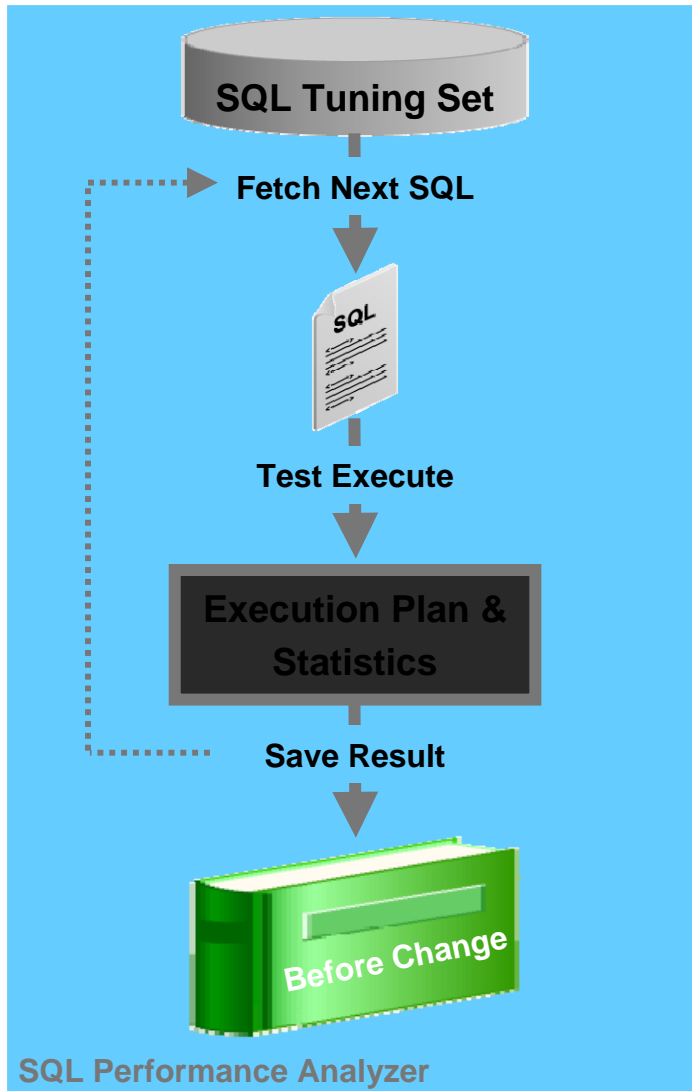 SQL Tuning Set
Fetch Next SQL
SQL
Test Execute
Execution Plan &
Statistics
Save Result
Before Change
SQL Performance Analyzer